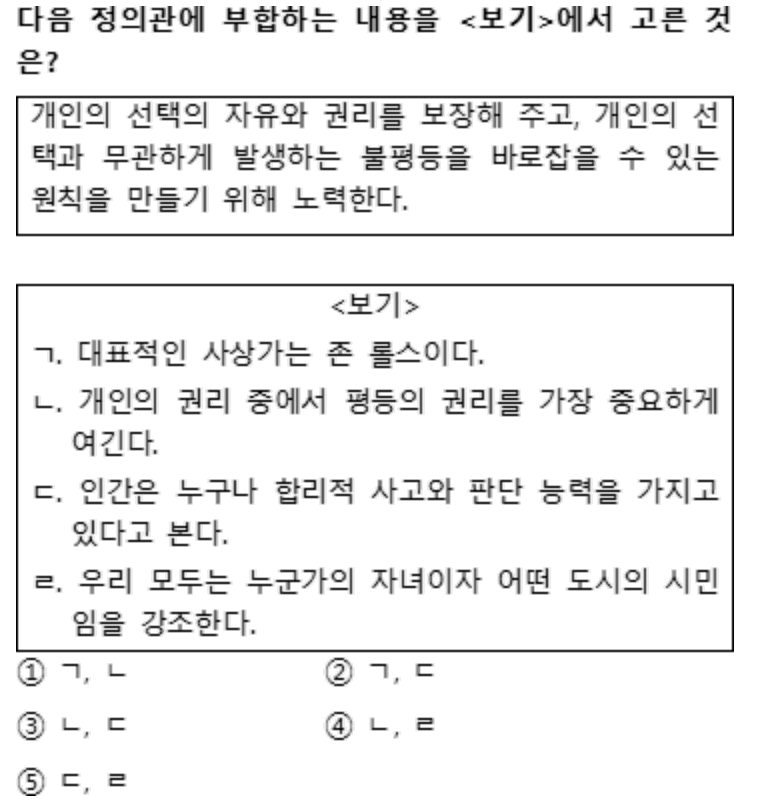 다음 정의관에 부합하는 내용을 <보기>에서 고른 것
은?
개인의 선택의 자유와 권리를 보장해 주고, 개인의 선
택과 무관하게 발생하는 불평등을 바로잡을 수 있는
원칙을 만들기 위해 노력한다.
<보기>
ㄱ. 대표적인 사상가는 존 롤스이다.
ㄴ. 개인의 권리 중에서 평등의 권리를 가장 중요하게
여긴다.
ㄷ. 인간은 누구나 합리적 사고와 판단 능력을 가지고
있다고 본다.
ㄹ. 우리 모두는 누군가의 자녀이자 어떤 도시의 시민
임을 강조한다.
① ㄱ, ㄴ ② ㄱ, ㄷ
③ ㄴ, ㄷ ④ ㄴ, ㄹ
⑤ ㄷ, ㄹ